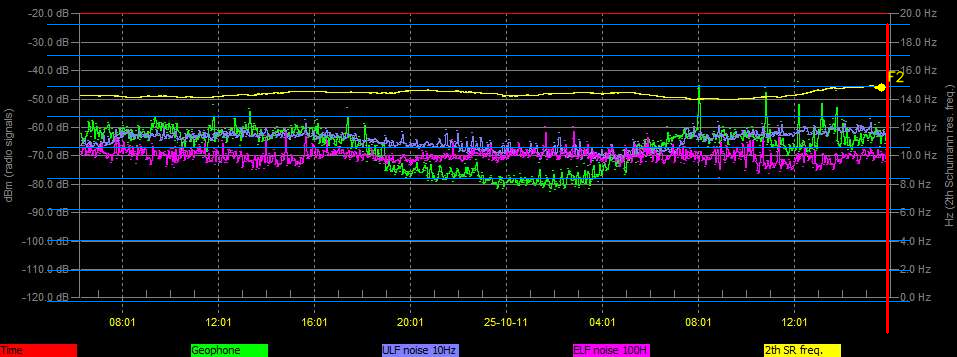 -20.0 dB 20.0 Hz
-30.0 dB 18.0 Hz
-40.0 dB 16.0 Hz
F2
-50.0 dB 14.0 Hz
-60.0 dB 12.0 Hz
-70.0 dB 10.0 Hz
-80.0 dB 8.0 Hz
-90.0 dB 6.0 Hz
-100.0 dB 4.0 Hz
-110.0 dB 2.0 Hz
-120.0 dB 0.0 Hz
dBm (radio signals)
Hz (2th Schumann res. freq.)
08:01 12:01 16:01 20:01 25-10-11 04:01 08:01 12:01
Time Geophone ULF noise 10Hz ELF noise 100H 2th SR freq.